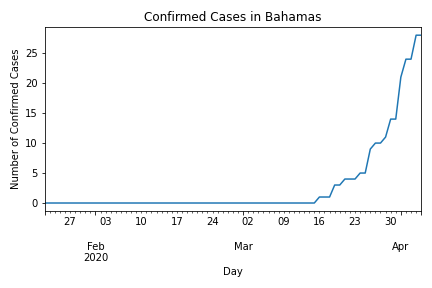 Confirmed Cases in Bahamas
Number of Confirmed Cases
25
20
15
10
5
0
27 03 10 17 24 02 09 16 23 30
Feb Mar Apr
2020
Day